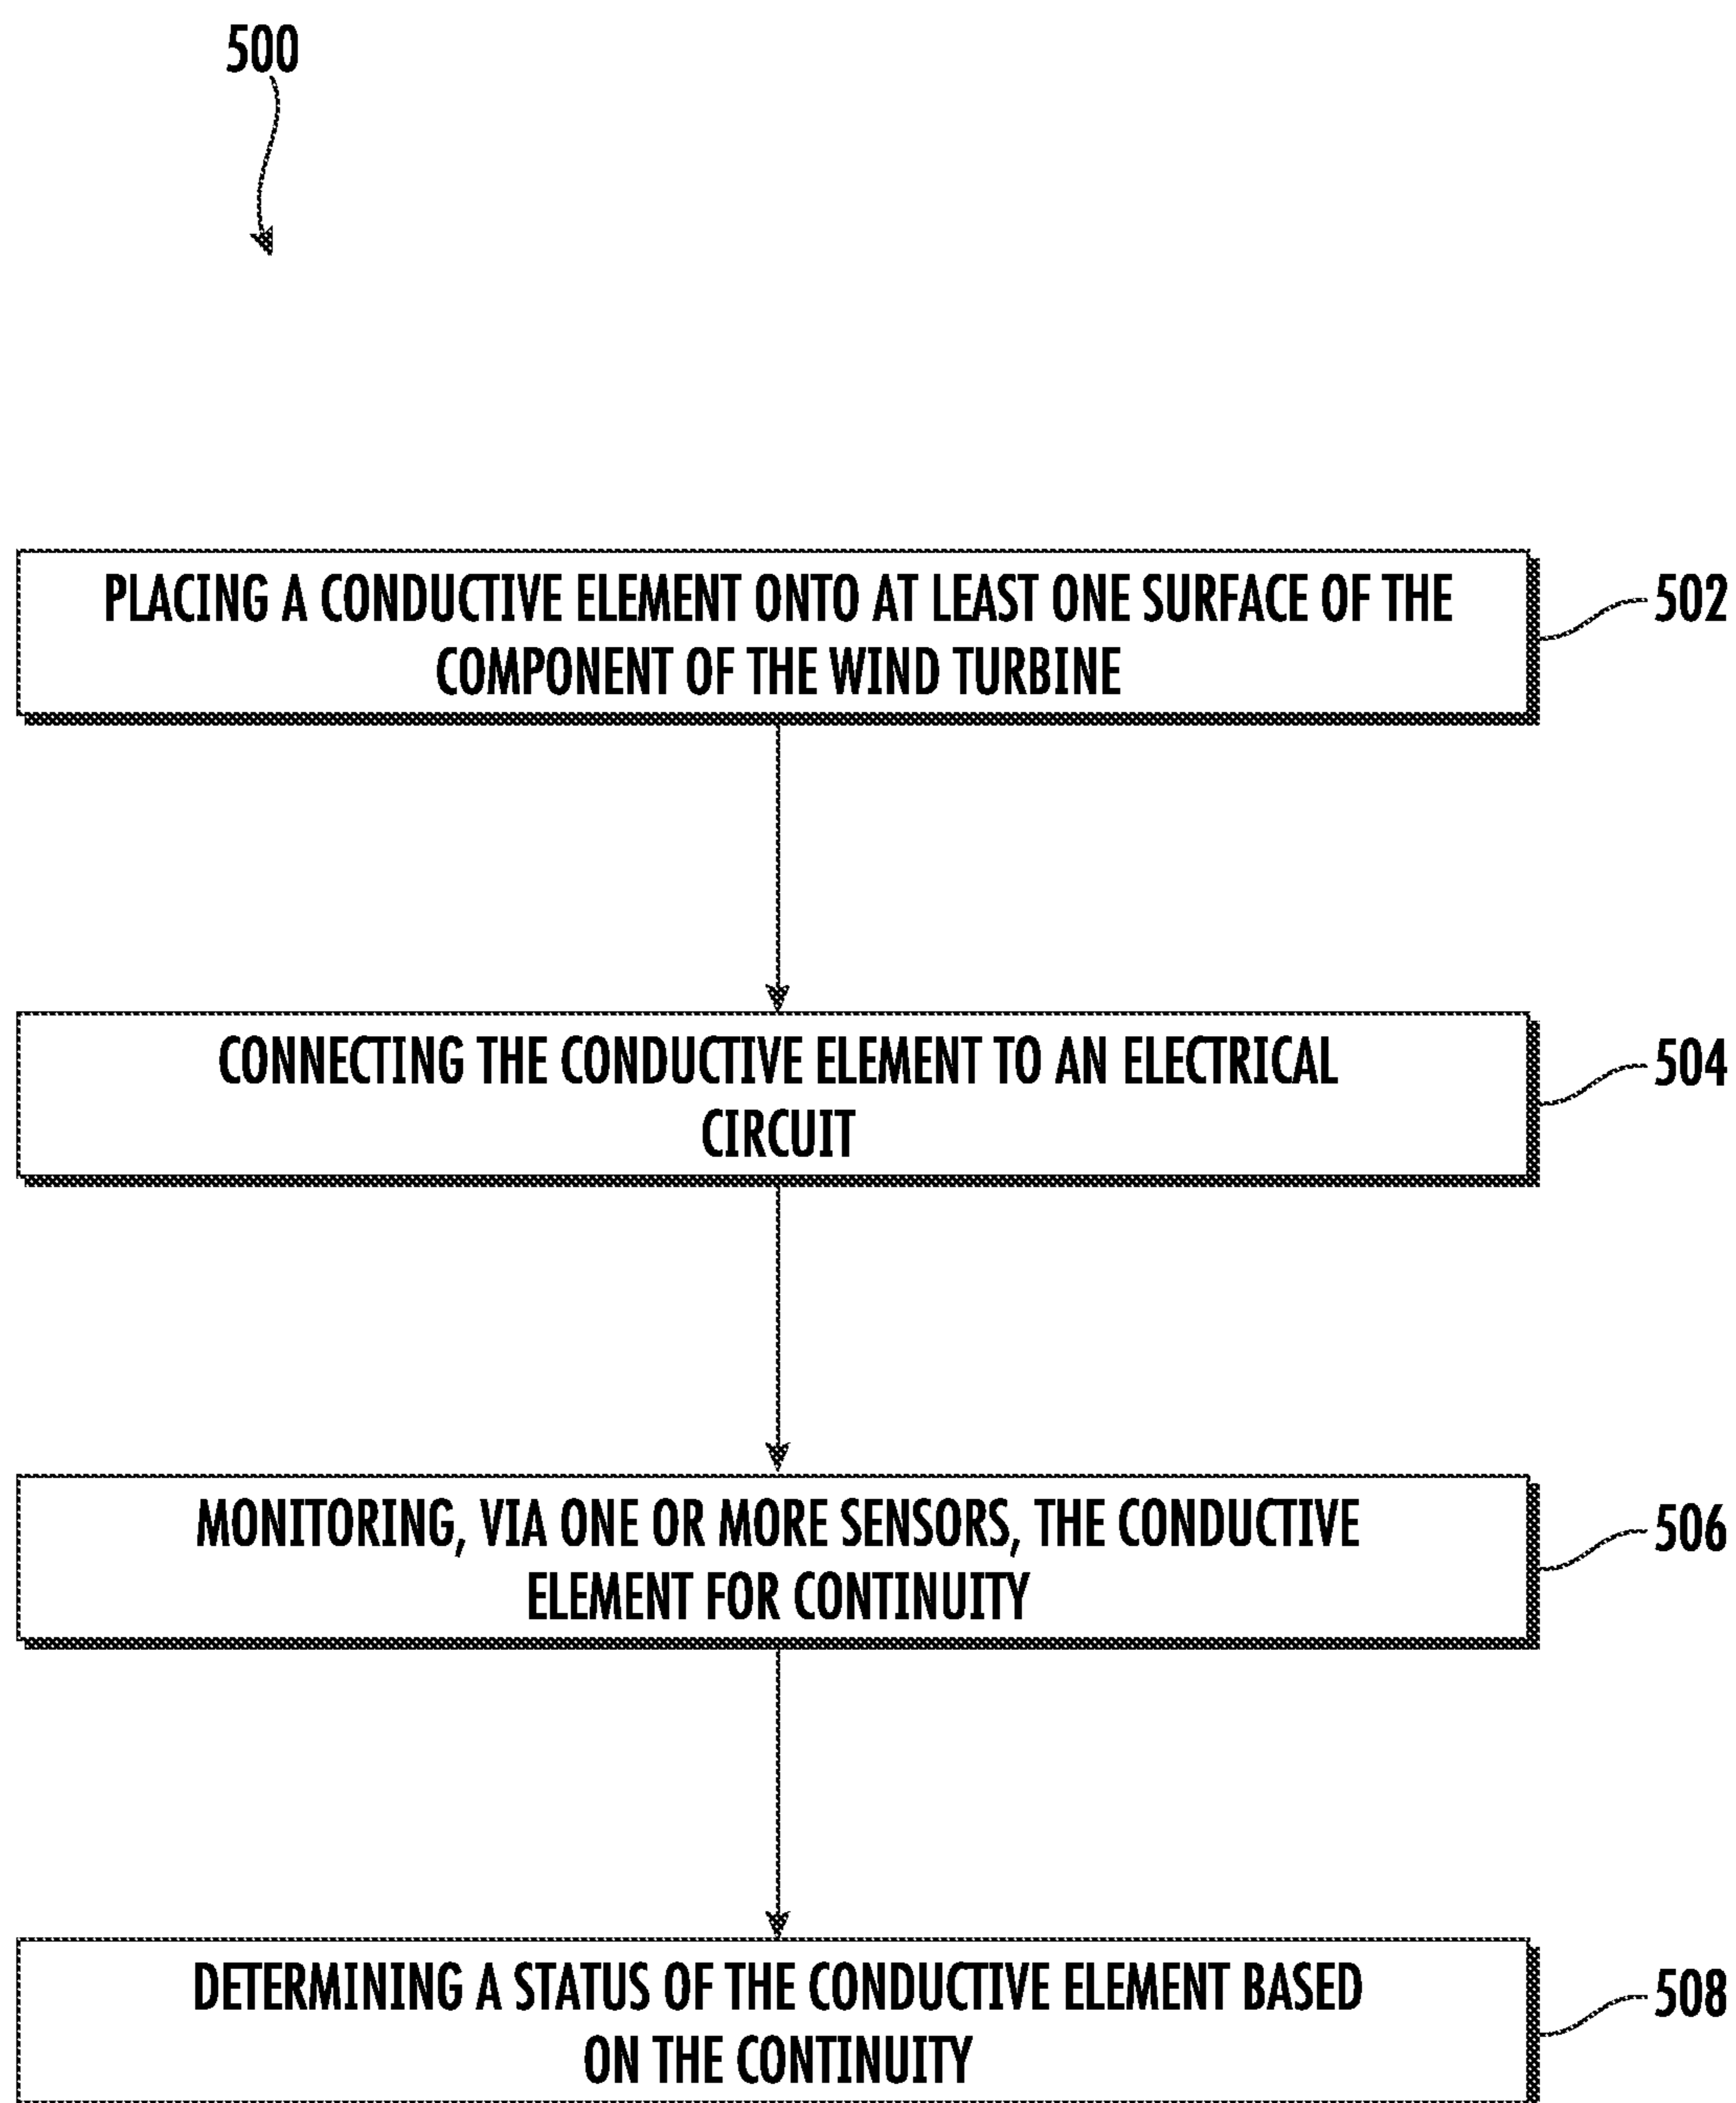 500
PLACING A CONDUCTIVE ELEMENT ONTO AT LEAST ONE SURFACE OF THE
COMPONENT OF THE WIND TURBINE
502
CONNECTING THE CONDUCTIVE ELEMENT TO AN ELECTRICAL
CIRCUIT
504
MONITORING, VIA ONE OR MORE SENSORS, THE CONDUCTIVE
ELEMENT FOR CONTINUITY
506
DETERMINING A STATUS OF THE CONDUCTIVE ELEMENT BASED
ON THE CONTINUITY
508